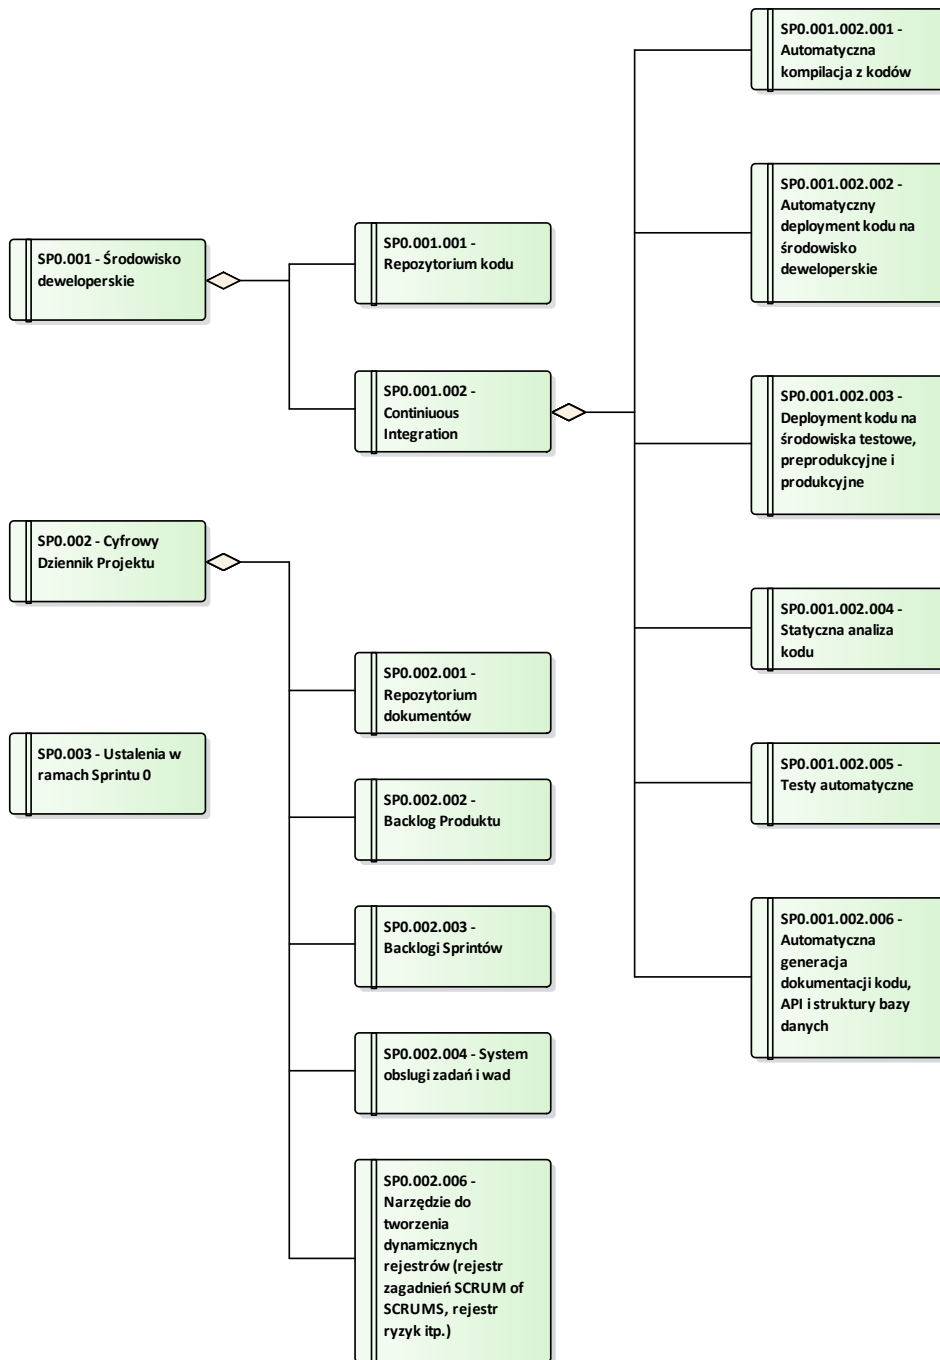 SP0.001.002.001 -
Automatyczna
kompilacja z kodów
SP0.001.002.002 -
Automatyczny
deployment kodu na
środowisko
deweloperskie
SP0.001.001 -
Repozytorium kodu
SP0.001 - Środowisko
deweloperskie
SP0.001.002 -
Continiuous
Integration
SP0.001.002.003 -
Deployment kodu na
środowiska testowe,
preprodukcyjne i
produkcyjne
SP0.002 - Cyfrowy
Dziennik Projektu
SP0.001.002.004 -
Statyczna analiza
kodu
SP0.002.001 -
Repozytorium
dokumentów
SP0.003 - Ustalenia w
ramach Sprintu 0
SP0.001.002.005 -
Testy automatyczne
SP0.002.002 -
Backlog Produktu
SP0.002.003 -
Backlogi Sprintów
SP0.001.002.006 -
Automatyczna
generacja
dokumentacji kodu,
API i struktury bazy
danych
SP0.002.004 - System
obslugi zadań i wad
SP0.002.006 -
Narzędzie do
tworzenia
dynamicznych
rejestrów (rejestr
zagadnień SCRUM of
SCRUMS, rejestr
ryzyk itp.)